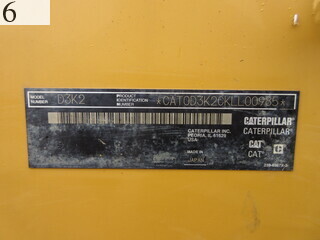 6
MODEL NUMBER D3K2
PRODUCT IDENTIFICATION NUMBER *CAT0D3K2CKLL00955*
CATERPILLAR INC.
PEORIA, IL 61629
USA
MADE IN
JAPAN
CATERPILLAR
CATERPILLAR
CAT
CAT